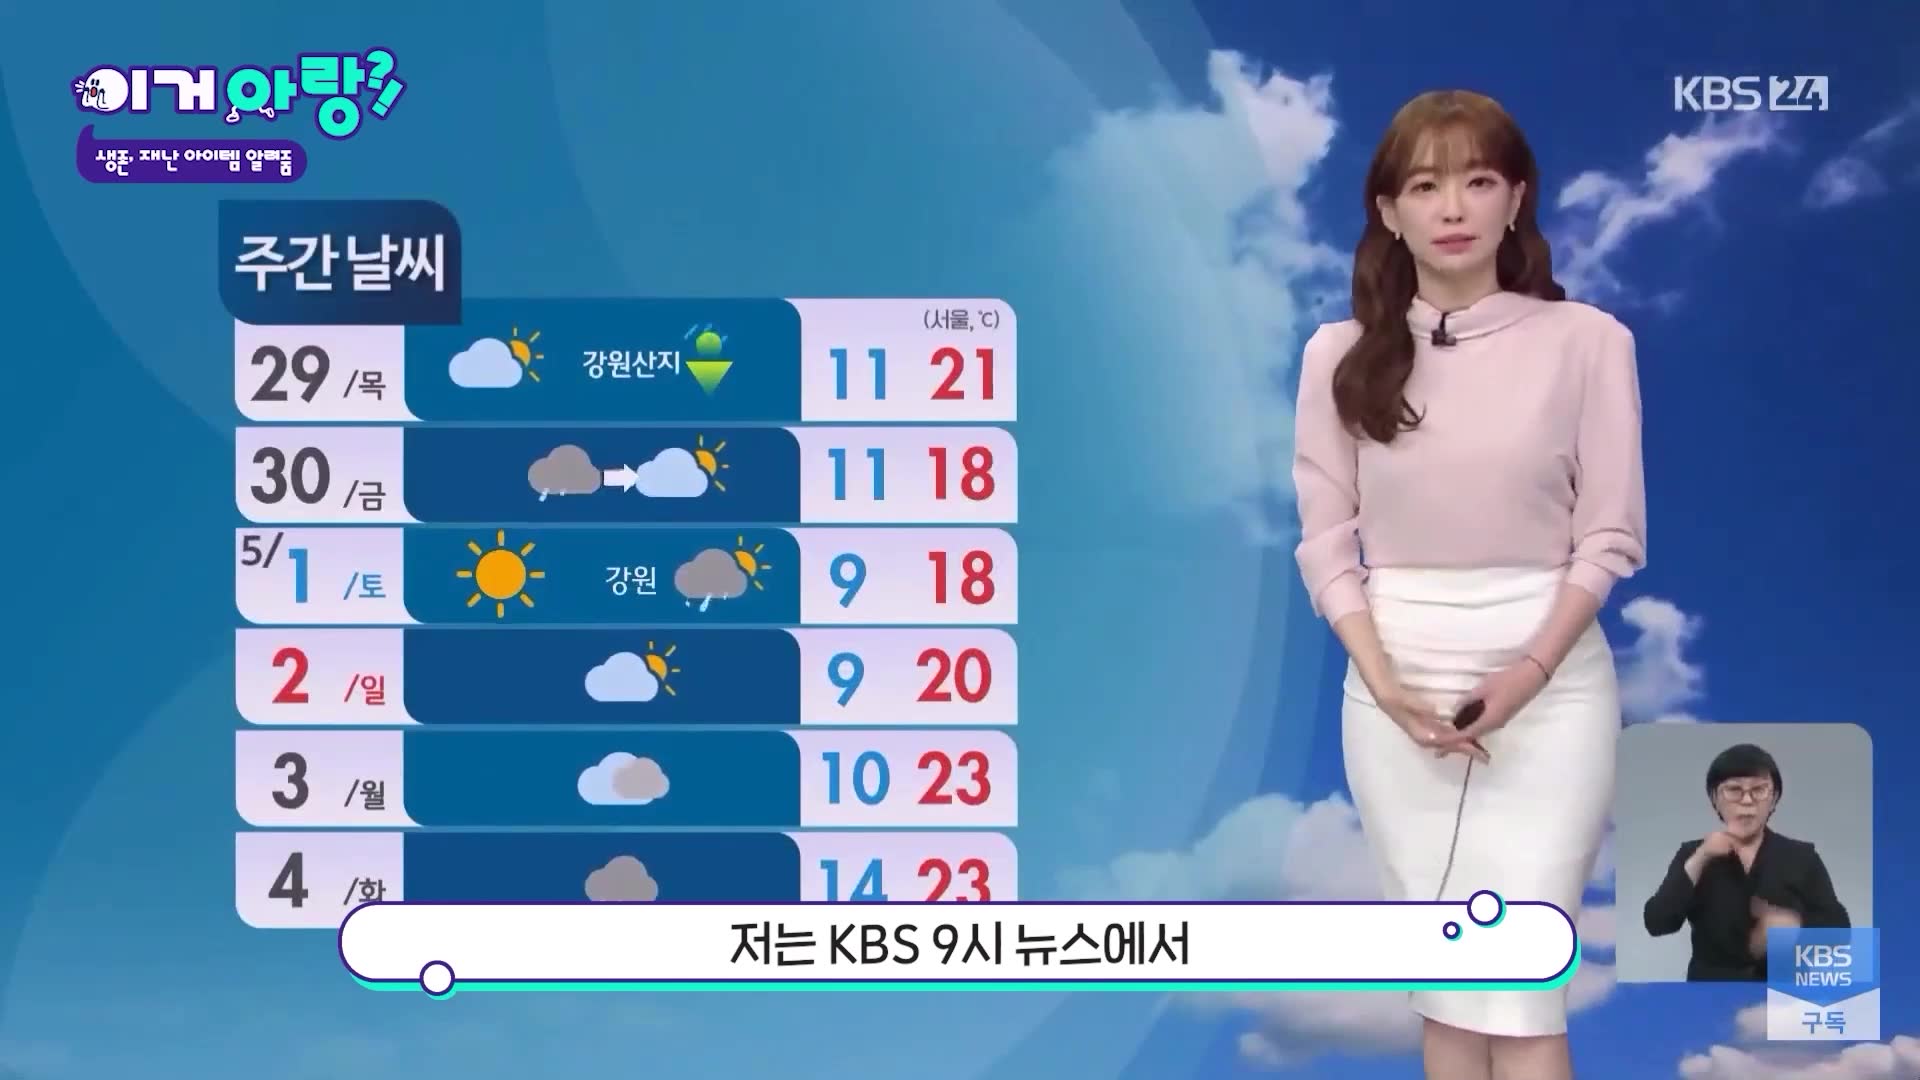 이거 아랑?!
생존, 재난 아이템 알려줌
KBS 24
주간 날씨
(서울, ℃)
29 /목 강원산지 11 21
30 /금 11 18
5/1 /토 강원 9 18
2 /일 9 20
3 /월 10 23
4 /화 14 23
저는 KBS 9시 뉴스에서
KBS
NEWS
구독